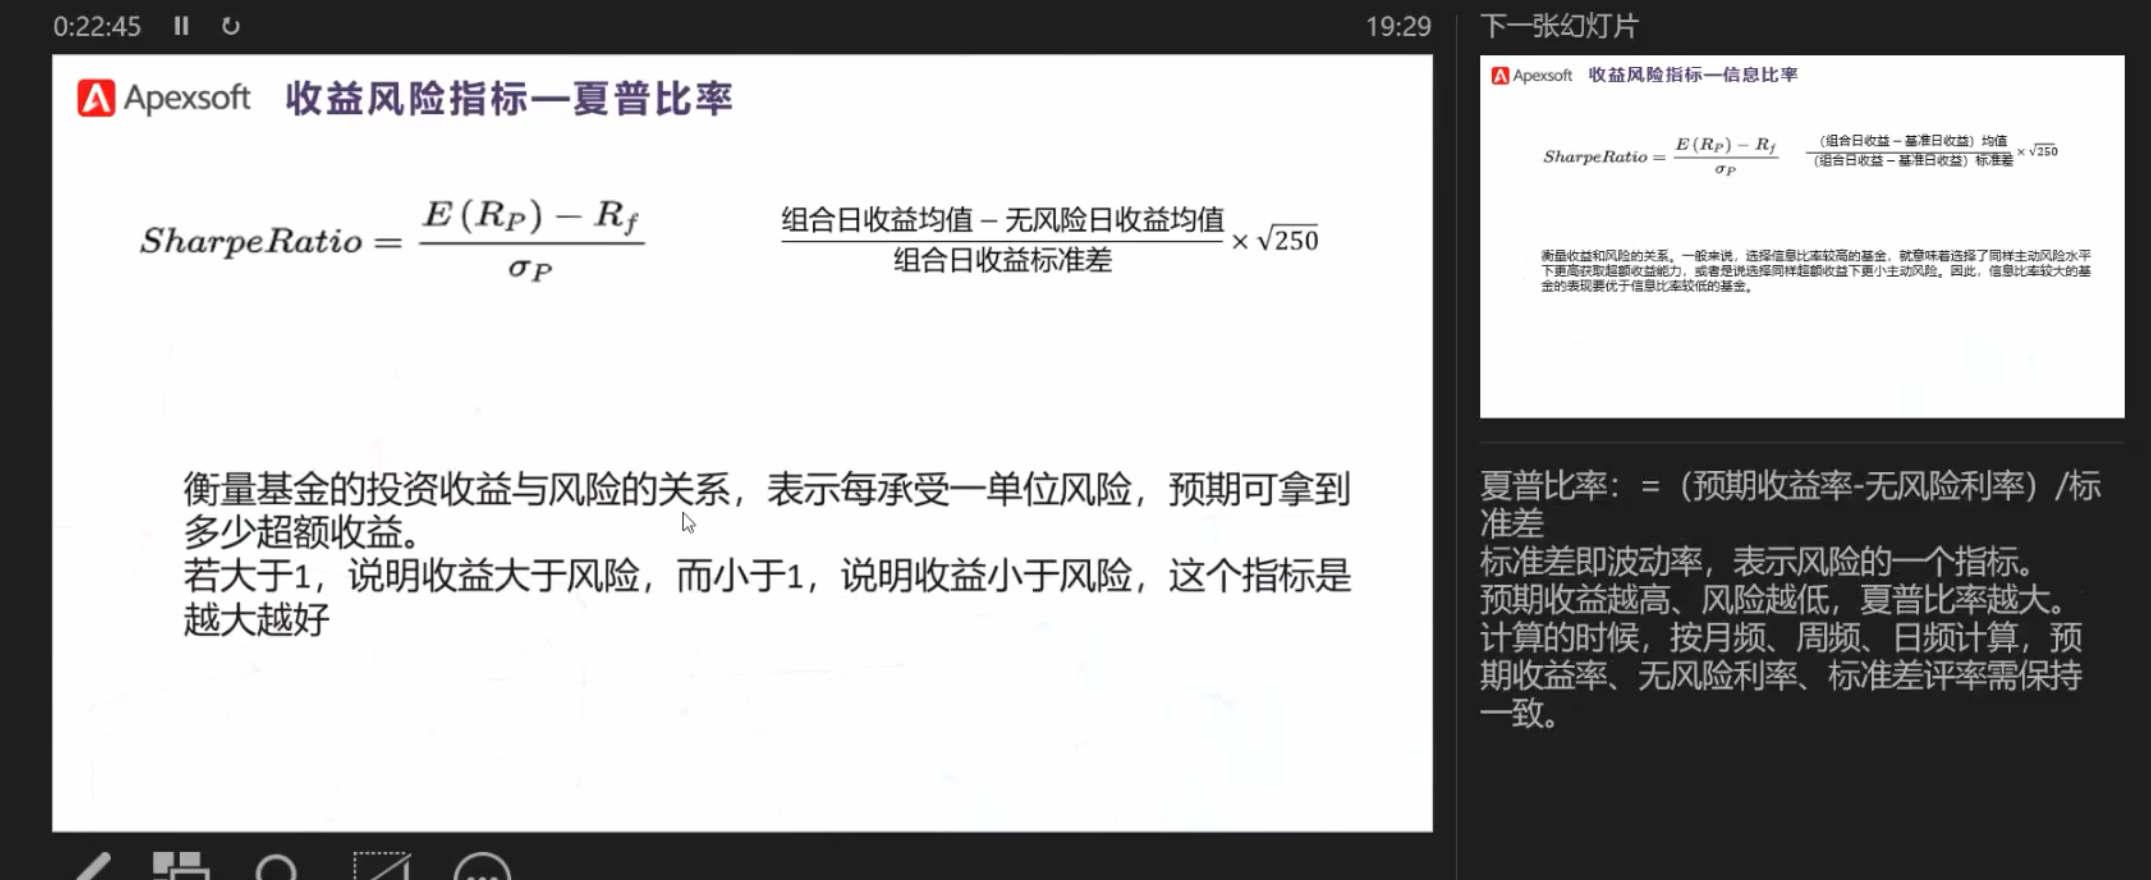 0:22:45
19:29
Apexsoft 收益风险指标—夏普比率
SharpeRatio = E(R_P) − R_f / σ_P
组合日收益均值 − 无风险日收益均值 / 组合日收益标准差 × √250
衡量基金的投资收益与风险的关系，表示每承受一单位风险，预期可拿到
多少超额收益。
若大于1，说明收益大于风险，而小于1，说明收益小于风险，这个指标是
越大越好
下一张幻灯片
Apexsoft 收益风险指标—信息比率
SharpeRatio = E(R_P) − R_f / σ_P
（组合日收益 − 基准日收益）均值 / （组合日收益 − 基准日收益）标准差 × √250
衡量收益和风险的关系。一般来说，选择信息比率较高的基金，就意味着选择了同样主动风险水平
下更高获取超额收益能力，或者是说选择同样超额收益下更小主动风险。因此，信息比率较大的基
金的表现要优于信息比率较低的基金。
夏普比率：=（预期收益率-无风险利率）/标
准差
标准差即波动率，表示风险的一个指标。
预期收益越高、风险越低，夏普比率越大。
计算的时候，按月频、周频、日频计算，预
期收益率、无风险利率、标准差评率需保持
一致。